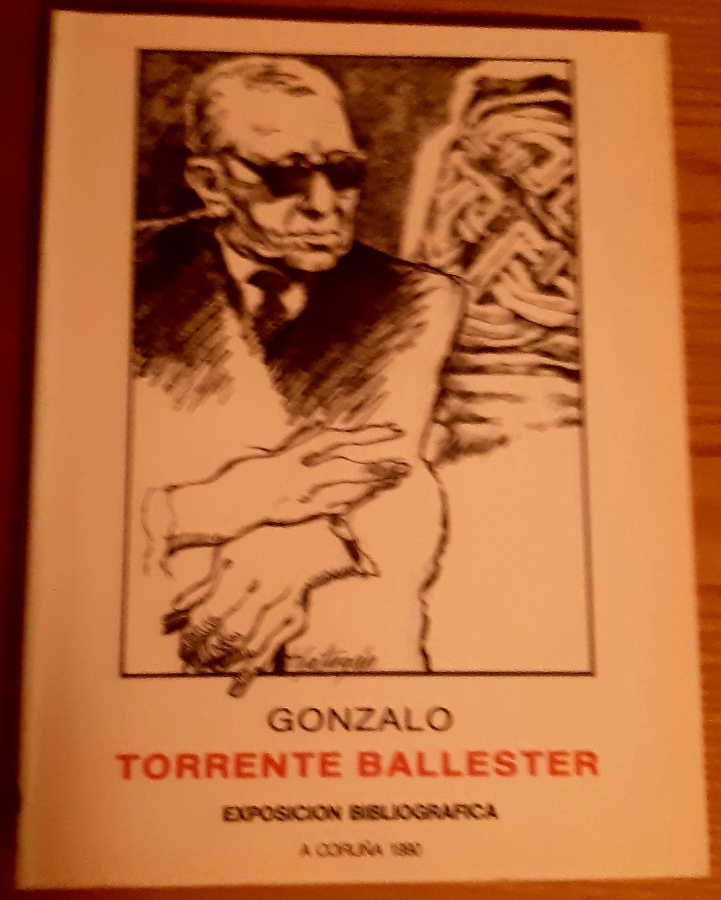 GONZALO
TORRENTE BALLESTER
EXPOSICION BIBLIOGRAFICA
A CORUÑA 1990